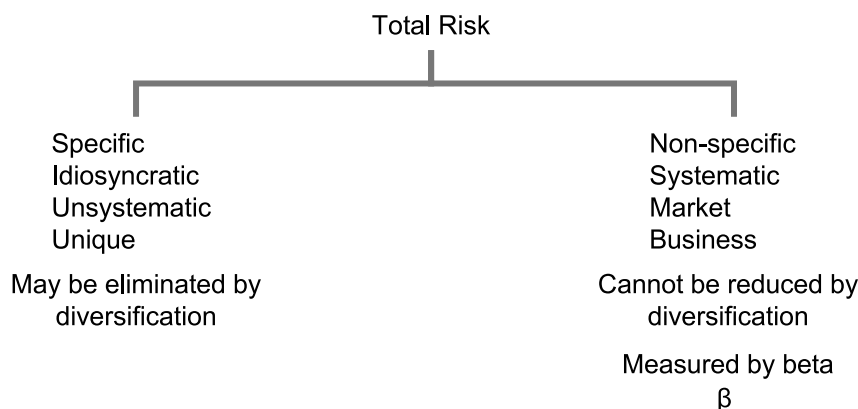 Total Risk
Specific
Idiosyncratic
Unsystematic
Unique
May be eliminated by
diversification
Non-specific
Systematic
Market
Business
Cannot be reduced by
diversification
Measured by beta
β